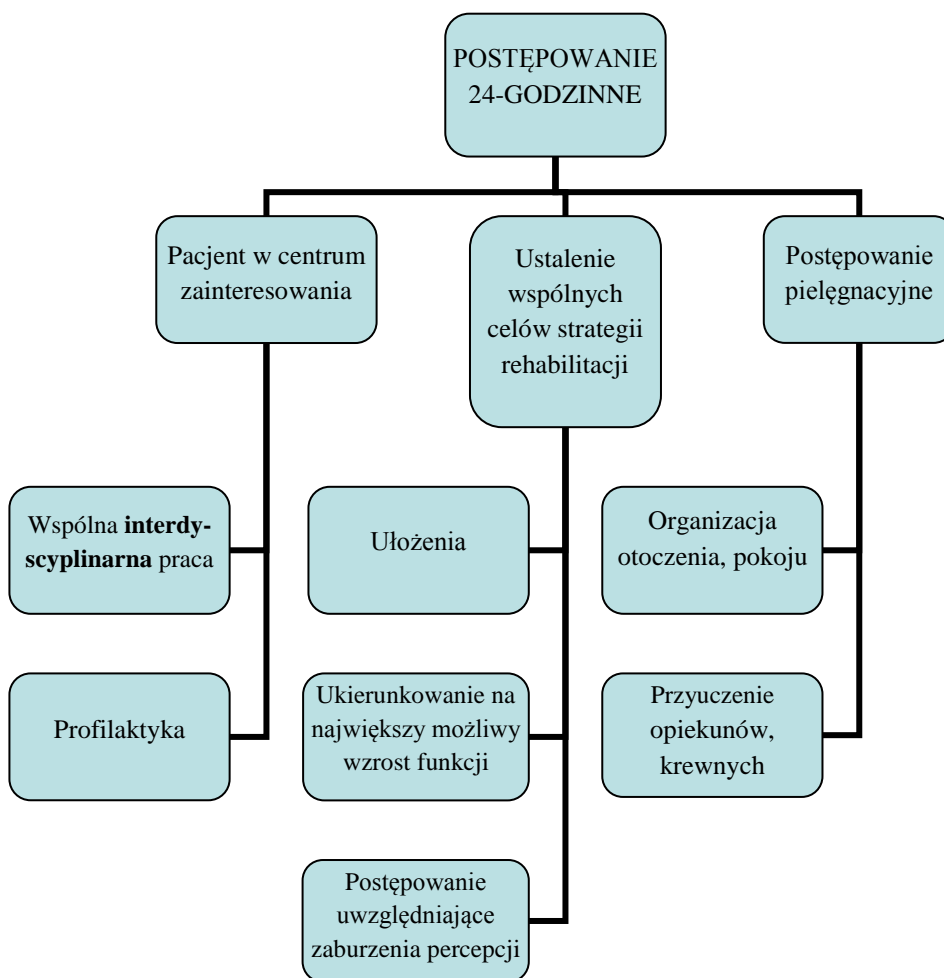 POSTĘPOWANIE
24-GODZINNE
Pacjent w centrum
zainteresowania
Ustalenie
wspólnych
celów strategii
rehabilitacji
Postępowanie
pielęgnacyjne
Wspólna interdy-
scyplinarna praca
Ułożenia
Organizacja
otoczenia, pokoju
Profilaktyka
Ukierunkowanie na
największy możliwy
wzrost funkcji
Przyuczenie
opiekunów,
krewnych
Postępowanie
uwzględniające
zaburzenia percepcji